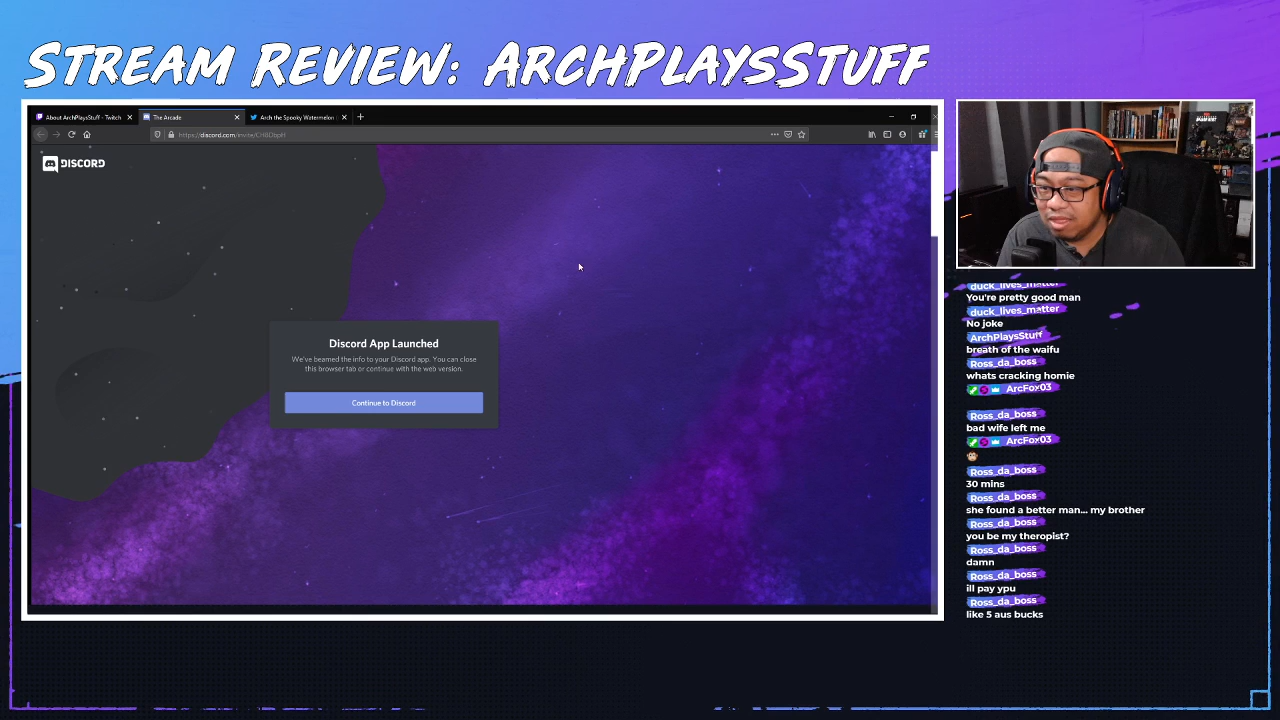 STREAM REVIEW: ARCHPLAYSSTUFF
About ArchPlaysStuff - Twitch
The Arcade
Arch the Spooky Watermelon
DISCORD
Discord App Launched
We've beamed the info to your Discord app. You can close
this browser tab or continue with the web version.
Continue to Discord
duck_lives_matter
You're pretty good man
duck_lives_matter
No joke
ArchPlaysStuff
breath of the waifu
Ross_da_boss
whats cracking homie
ArcFox03
Ross_da_boss
bad wife left me
ArcFox03
Ross_da_boss
30 mins
Ross_da_boss
she found a better man... my brother
Ross_da_boss
you be my theropist?
Ross_da_boss
damn
Ross_da_boss
ill pay ypu
Ross_da_boss
like 5 aus bucks